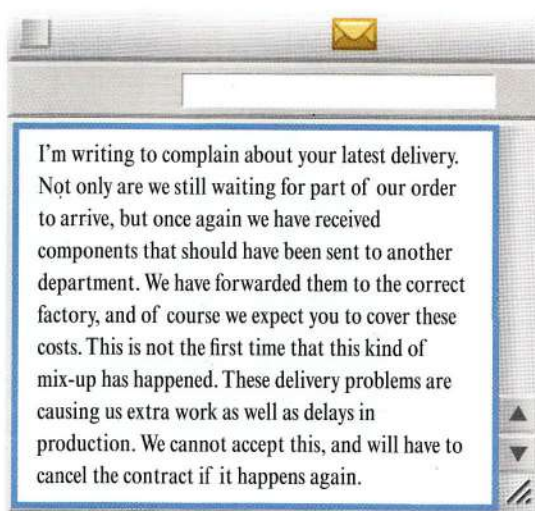 I'm writing to complain about your latest delivery.
Not only are we still waiting for part of our order
to arrive, but once again we have received
components that should have been sent to another
department. We have forwarded them to the correct
factory, and of course we expect you to cover these
costs. This is not the first time that this kind of
mix-up has happened. These delivery problems are
causing us extra work as well as delays in
production. We cannot accept this, and will have to
cancel the contract if it happens again.